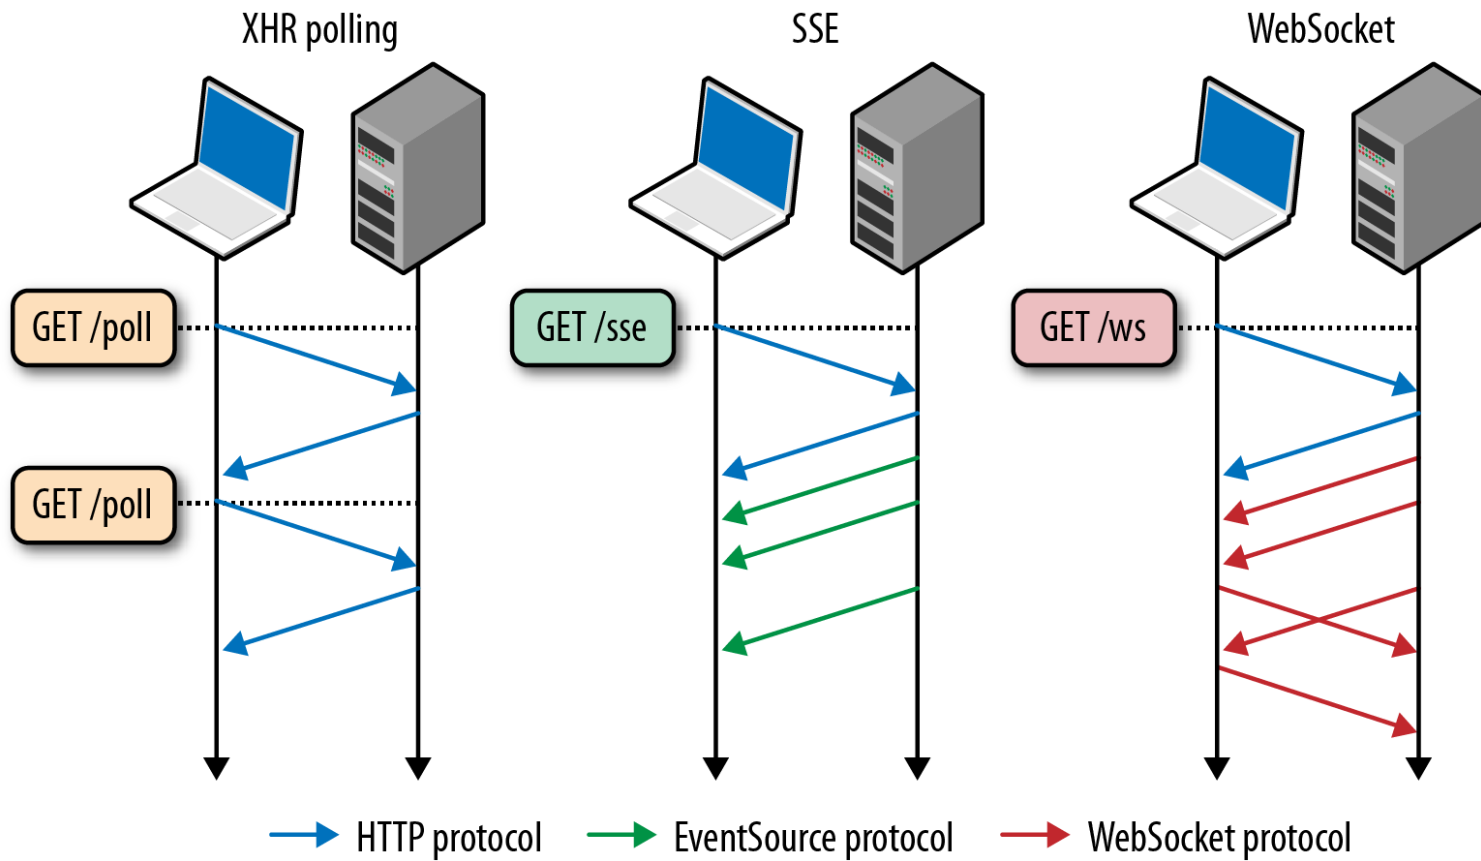 XHR polling
SSE
WebSocket
GET /poll
GET /sse
GET /ws
GET /poll
HTTP protocol
EventSource protocol
WebSocket protocol